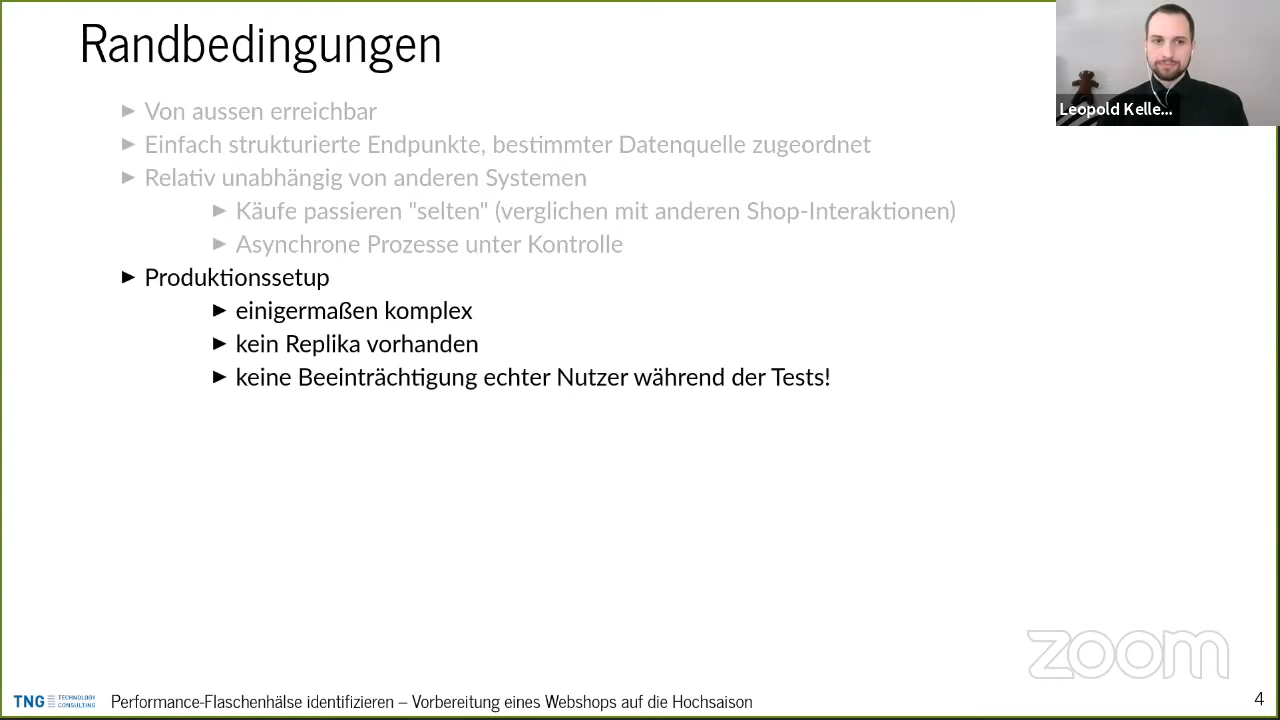 Randbedingungen
Leopold Kelle...
► Von aussen erreichbar
► Einfach strukturierte Endpunkte, bestimmter Datenquelle zugeordnet
► Relativ unabhängig von anderen Systemen
► Käufe passieren "selten" (verglichen mit anderen Shop-Interaktionen)
► Asynchrone Prozesse unter Kontrolle
► Produktionssetup
► einigermaßen komplex
► kein Replika vorhanden
► keine Beeinträchtigung echter Nutzer während der Tests!
zoom
TNG TECHNOLOGY
CONSULTING
Performance-Flaschenhälse identifizieren – Vorbereitung eines Webshops auf die Hochsaison
4